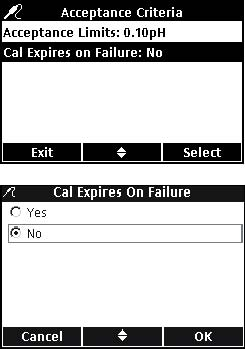 Acceptance Criteria
Acceptance Limits: 0.10pH
Cal Expires on Failure: No
Exit Select
Cal Expires On Failure
Yes
No
Cancel OK